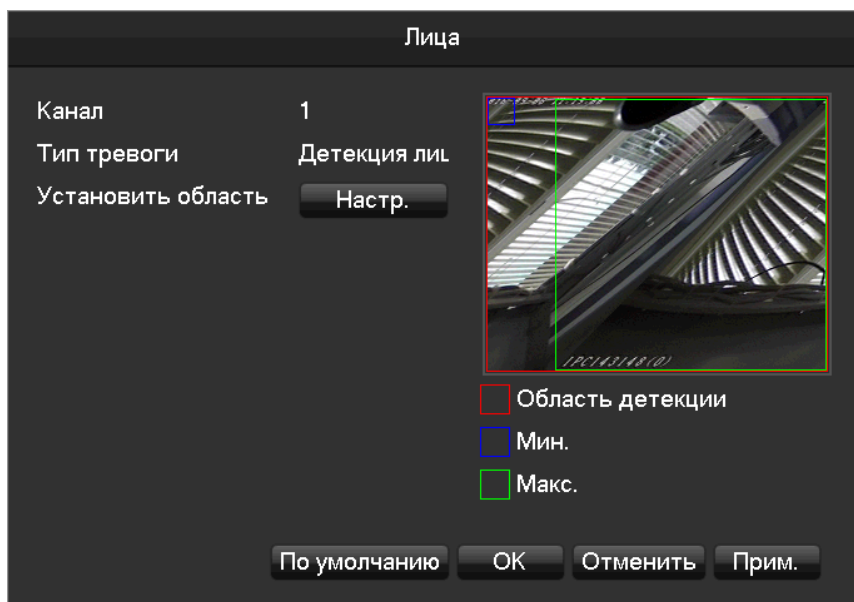 Лица
Канал 1
Тип тревоги Детекция лиц
Установить область Настр.
IPC143148(0)
Область детекции
Мин.
Макс.
По умолчанию OK Отменить Прим.